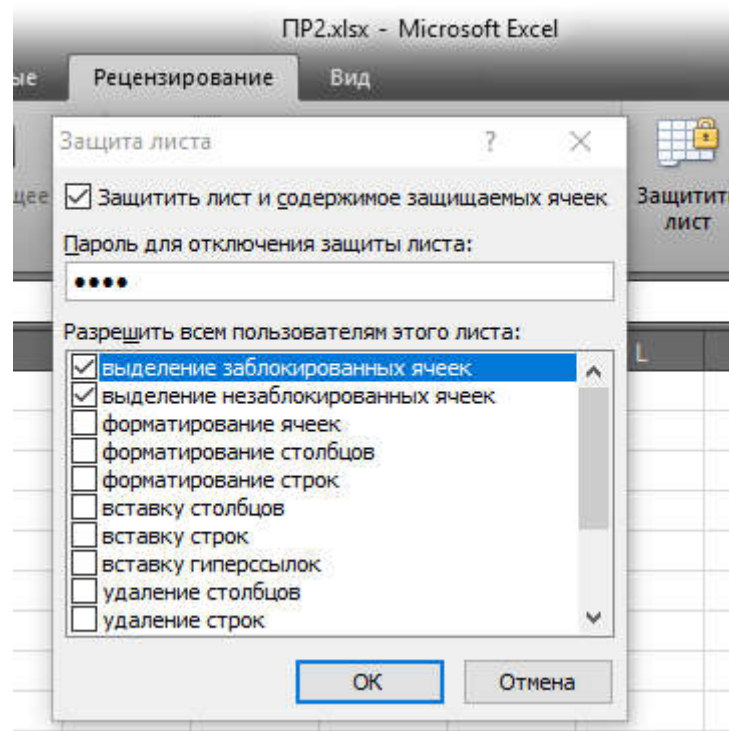 ПР2.xlsx - Microsoft Excel
Рецензирование Вид
Защита листа ?
Защитить лист и содержимое защищаемых ячеек
Защитить
лист
Пароль для отключения защиты листа:
••••
Разрешить всем пользователям этого листа:
L
выделение заблокированных ячеек
выделение незаблокированных ячеек
форматирование ячеек
форматирование столбцов
форматирование строк
вставку столбцов
вставку строк
вставку гиперссылок
удаление столбцов
удаление строк
ОК Отмена